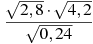 √2,8 · √4,2
√0,24